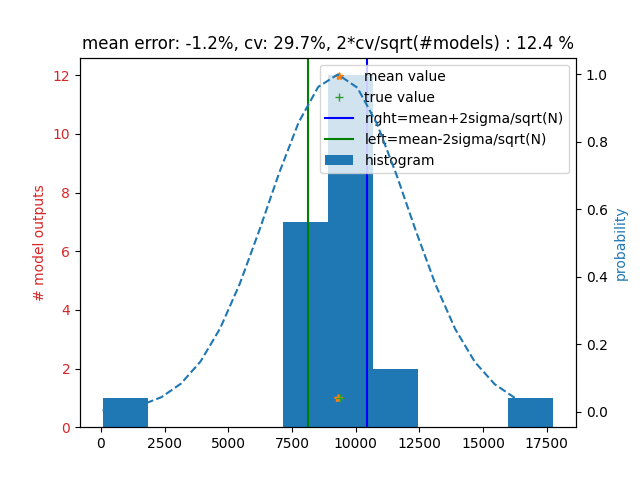 mean error: -1.2%, cv: 29.7%, 2*cv/sqrt(#models) : 12.4 %
mean value
true value
right=mean+2sigma/sqrt(N)
left=mean-2sigma/sqrt(N)
histogram
# model outputs
12
10
8
6
4
2
0
probability
1.0
0.8
0.6
0.4
0.2
0.0
0 2500 5000 7500 10000 12500 15000 17500